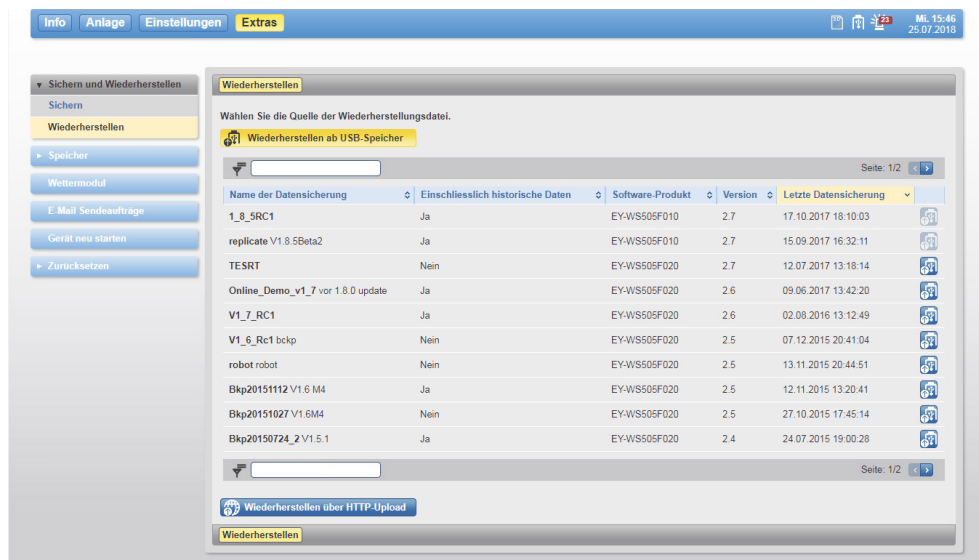 Info Anlage Einstellungen Extras 23 Mi. 15:46
25.07.2018
Sichern und Wiederherstellen
Sichern
Wiederherstellen
Speicher
Wettermodul
E-Mail Sendeaufträge
Gerät neu starten
Zurücksetzen
Wiederherstellen
Wählen Sie die Quelle der Wiederherstellungsdatei.
Wiederherstellen ab USB-Speicher
Seite: 1/2
Name der Datensicherung Einschliesslich historische Daten Software-Produkt Version Letzte Datensicherung
1_8_5RC1 Ja EY-WS505F010 2.7 17.10.2017 18:10:03
replicate V1.8.5Beta2 Ja EY-WS505F010 2.7 15.09.2017 16:32:11
TESRT Nein EY-WS505F020 2.7 12.07.2017 13:18:14
Online_Demo_v1_7 vor 1.8.0 update Ja EY-WS505F020 2.6 09.06.2017 13:42:20
V1_7_RC1 Ja EY-WS505F020 2.6 02.08.2016 13:12:49
V1_6_Rc1 bckp Nein EY-WS505F020 2.5 07.12.2015 20:41:04
robot robot Nein EY-WS505F020 2.5 13.11.2015 20:44:51
Bkp20151112 V1.6 M4 Ja EY-WS505F020 2.5 12.11.2015 13:20:41
Bkp20151027 V1.6M4 Nein EY-WS505F020 2.5 27.10.2015 17:45:14
Bkp20150724_2 V1.5.1 Ja EY-WS505F020 2.4 24.07.2015 19:00:28
Seite: 1/2
Wiederherstellen über HTTP-Upload
Wiederherstellen